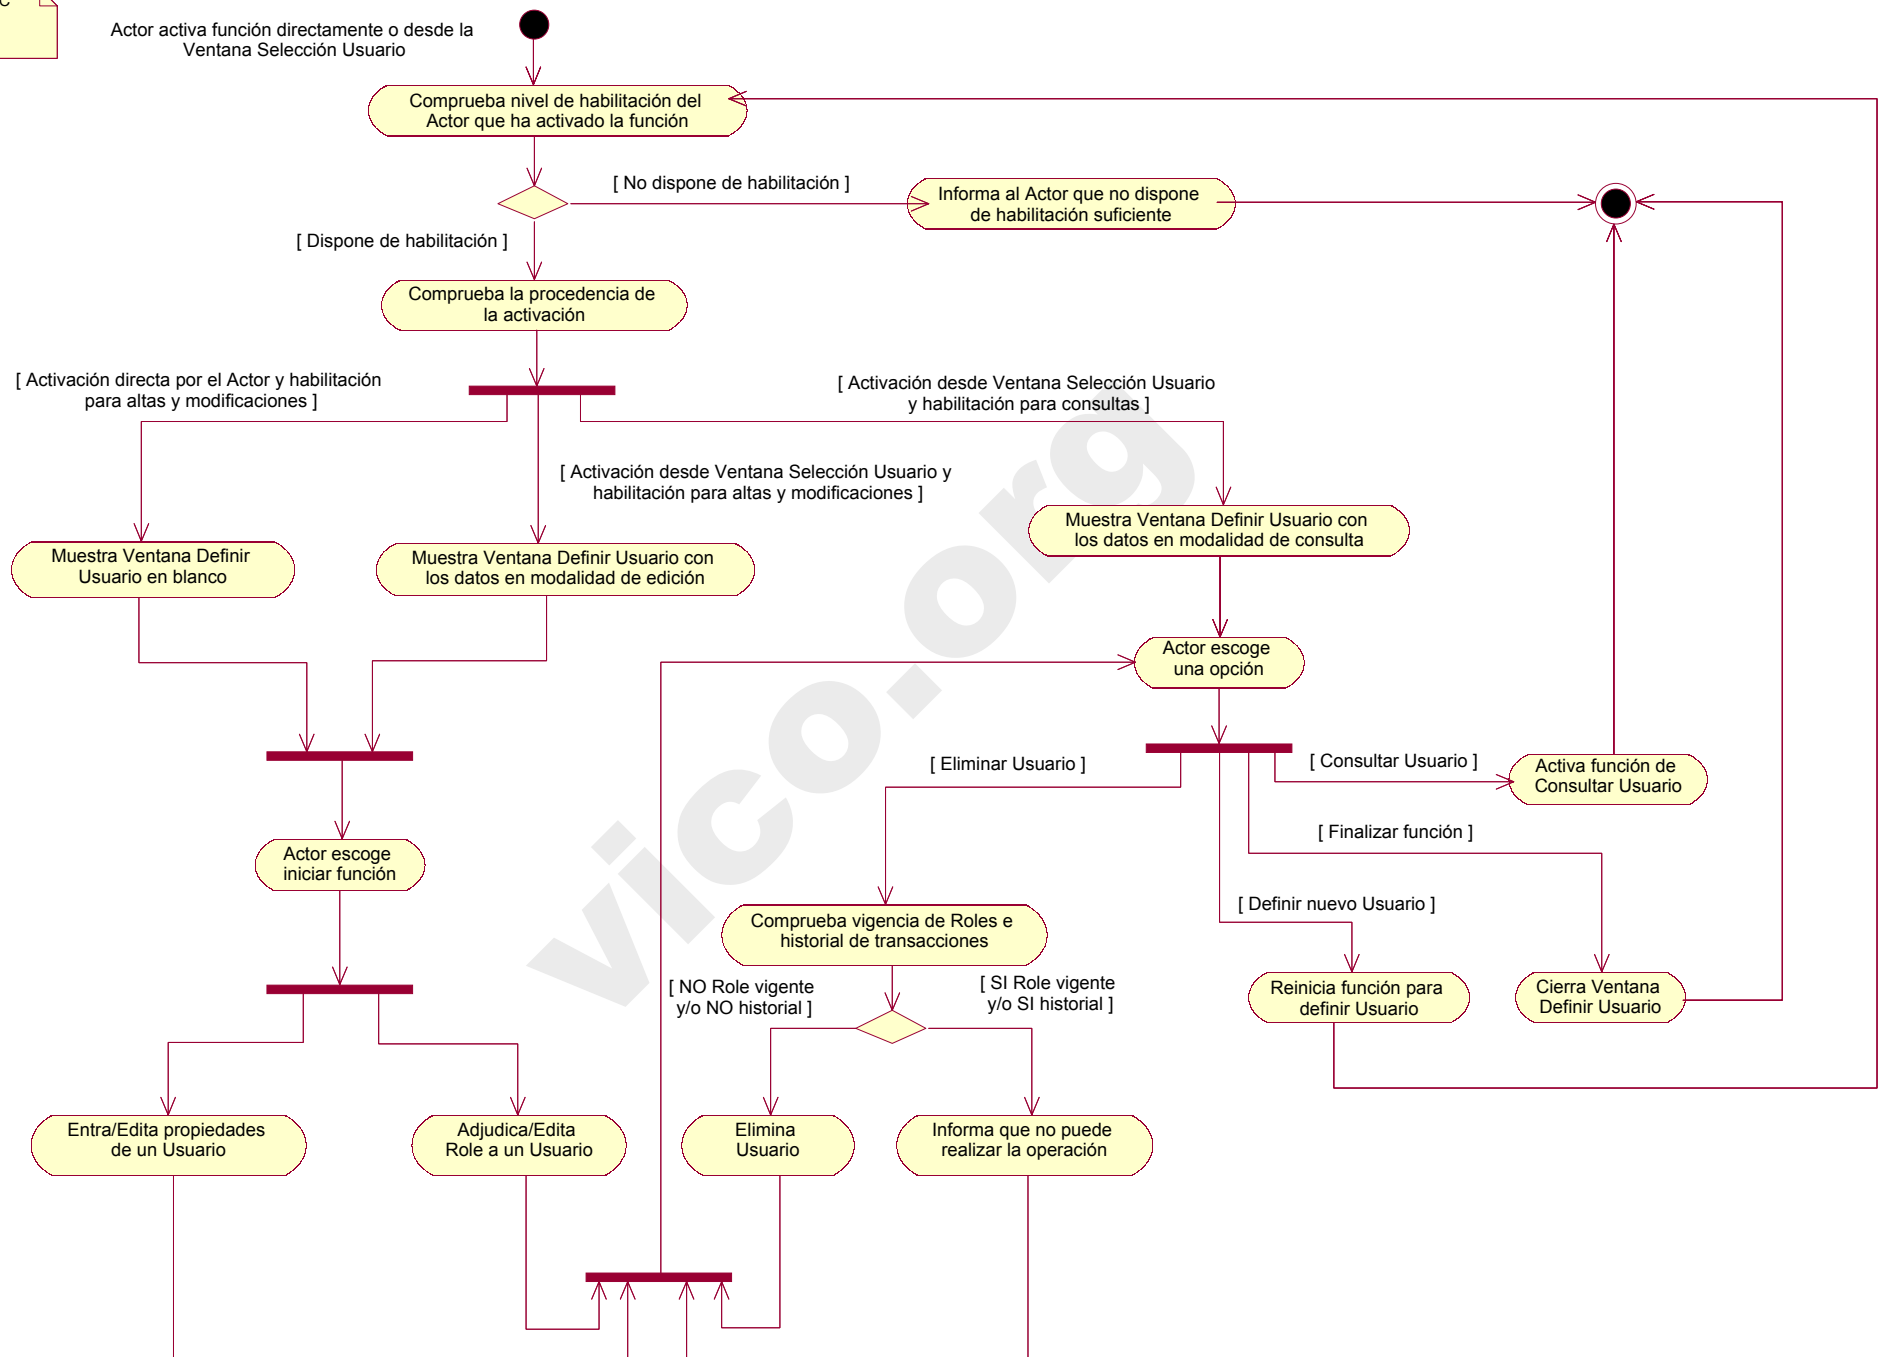 C
Actor activa función directamente o desde la
Ventana Selección Usuario
Comprueba nivel de habilitación del
Actor que ha activado la función
[ No dispone de habilitación ]
Informa al Actor que no dispone
de habilitación suficiente
[ Dispone de habilitación ]
Comprueba la procedencia de
la activación
[ Activación directa por el Actor y habilitación
para altas y modificaciones ]
[ Activación desde Ventana Selección Usuario
y habilitación para consultas ]
[ Activación desde Ventana Selección Usuario y
habilitación para altas y modificaciones ]
Muestra Ventana Definir
Usuario en blanco
Muestra Ventana Definir Usuario con
los datos en modalidad de edición
Muestra Ventana Definir Usuario con
los datos en modalidad de consulta
Actor escoge
una opción
[ Eliminar Usuario ]
[ Consultar Usuario ]
Activa función de
Consultar Usuario
[ Finalizar función ]
Actor escoge
iniciar función
[ Definir nuevo Usuario ]
Comprueba vigencia de Roles e
historial de transacciones
[ NO Role vigente
y/o NO historial ]
[ SI Role vigente
y/o SI historial ]
Reinicia función para
definir Usuario
Cierra Ventana
Definir Usuario
Entra/Edita propiedades
de un Usuario
Adjudica/Edita
Role a un Usuario
Elimina
Usuario
Informa que no puede
realizar la operación
vico.org